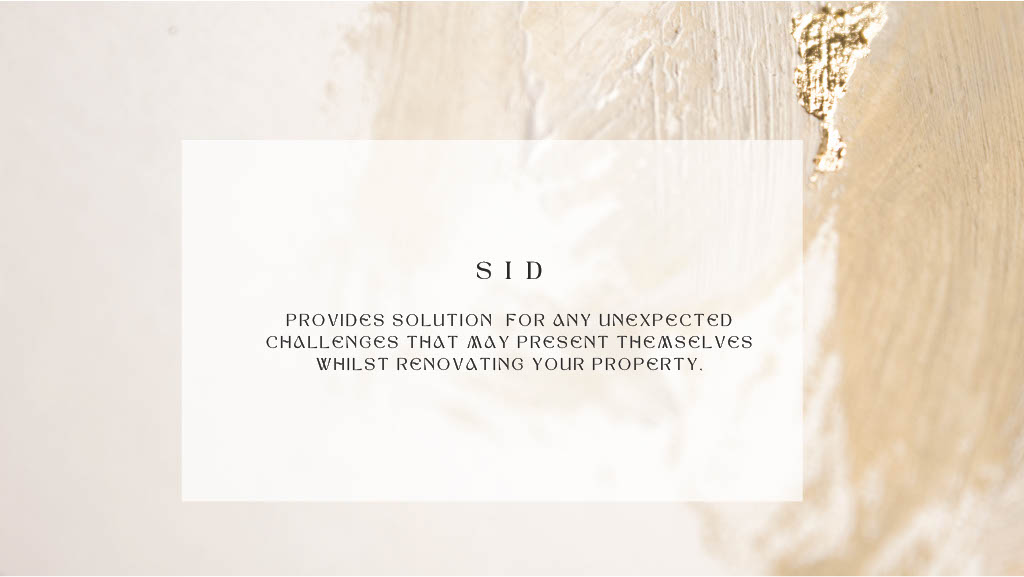 S I D
PROVIDES SOLUTION FOR ANY UNEXPECTED
CHALLENGES THAT MAY PRESENT THEMSELVES
WHILST RENOVATING YOUR PROPERTY.